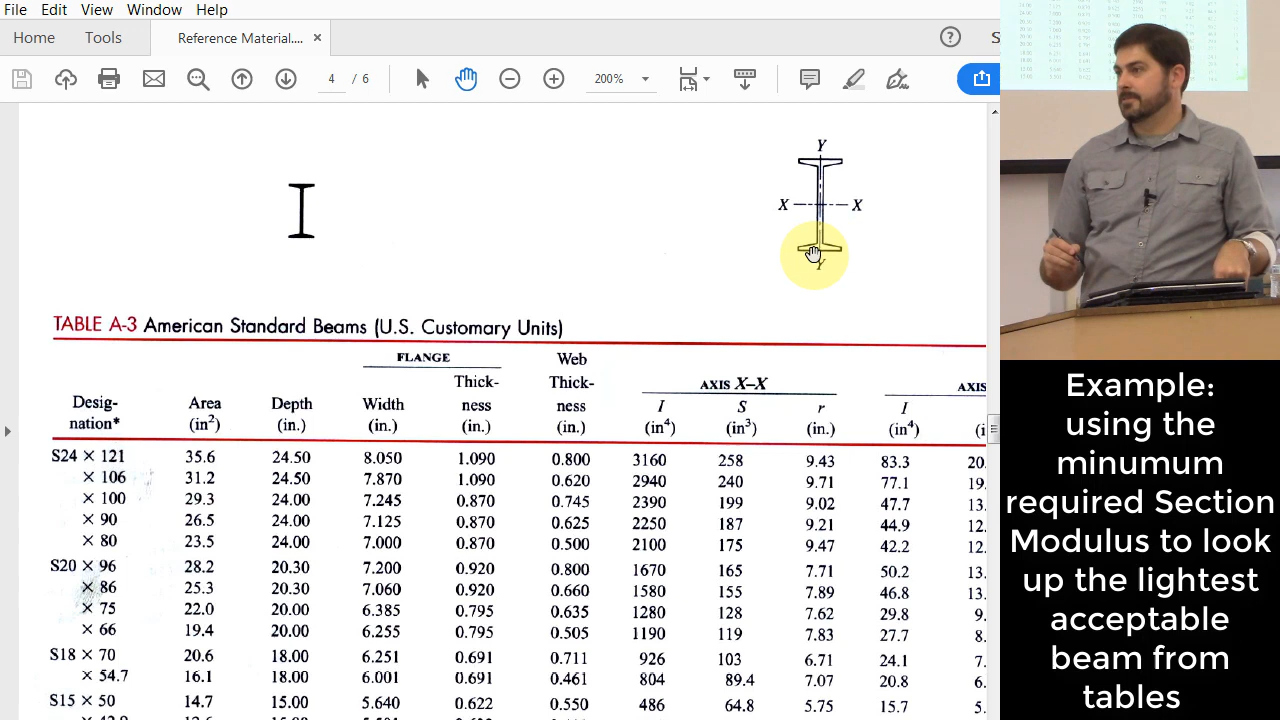 File Edit View Window Help
Home Tools Reference Material.... × ? S
4 / 6 200%
Y
X X
Y
TABLE A-3 American Standard Beams (U.S. Customary Units)
FLANGE Web
Thick- Thick- AXIS X–X AXIS
Desig- Area Depth Width ness ness I S r I
nation* (in²) (in.) (in.) (in.) (in.) (in⁴) (in³) (in.) (in⁴) (i
S24 × 121 35.6 24.50 8.050 1.090 0.800 3160 258 9.43 83.3 20.
× 106 31.2 24.50 7.870 1.090 0.620 2940 240 9.71 77.1 19.
× 100 29.3 24.00 7.245 0.870 0.745 2390 199 9.02 47.7 13.
× 90 26.5 24.00 7.125 0.870 0.625 2250 187 9.21 44.9 12.
× 80 23.5 24.00 7.000 0.870 0.500 2100 175 9.47 42.2 12.
S20 × 96 28.2 20.30 7.200 0.920 0.800 1670 165 7.71 50.2 13.
× 86 25.3 20.30 7.060 0.920 0.660 1580 155 7.89 46.8 13.
× 75 22.0 20.00 6.385 0.795 0.635 1280 128 7.62 29.8 9.
× 66 19.4 20.00 6.255 0.795 0.505 1190 119 7.83 27.7 8.
S18 × 70 20.6 18.00 6.251 0.691 0.711 926 103 6.71 24.1 7.
× 54.7 16.1 18.00 6.001 0.691 0.461 804 89.4 7.07 20.8 6.
S15 × 50 14.7 15.00 5.640 0.622 0.550 486 64.8 5.75 15.7 5.
Example:
using the
minumum
required Section
Modulus to look
up the lightest
acceptable
beam from
tables